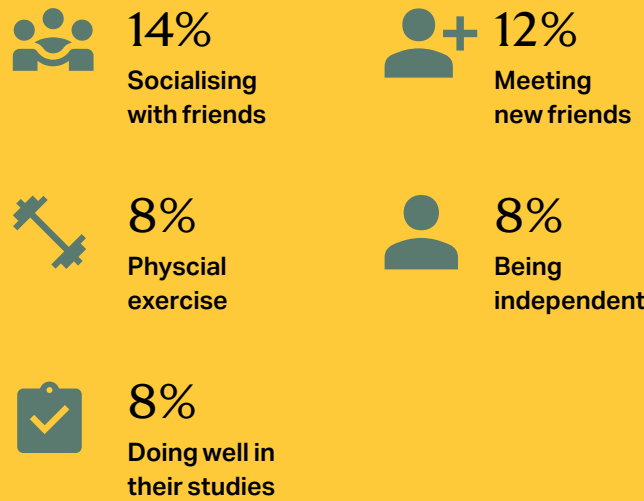 14%
Socialising
with friends
12%
Meeting
new friends
8%
Physcial
exercise
8%
Being
independent
8%
Doing well in
their studies